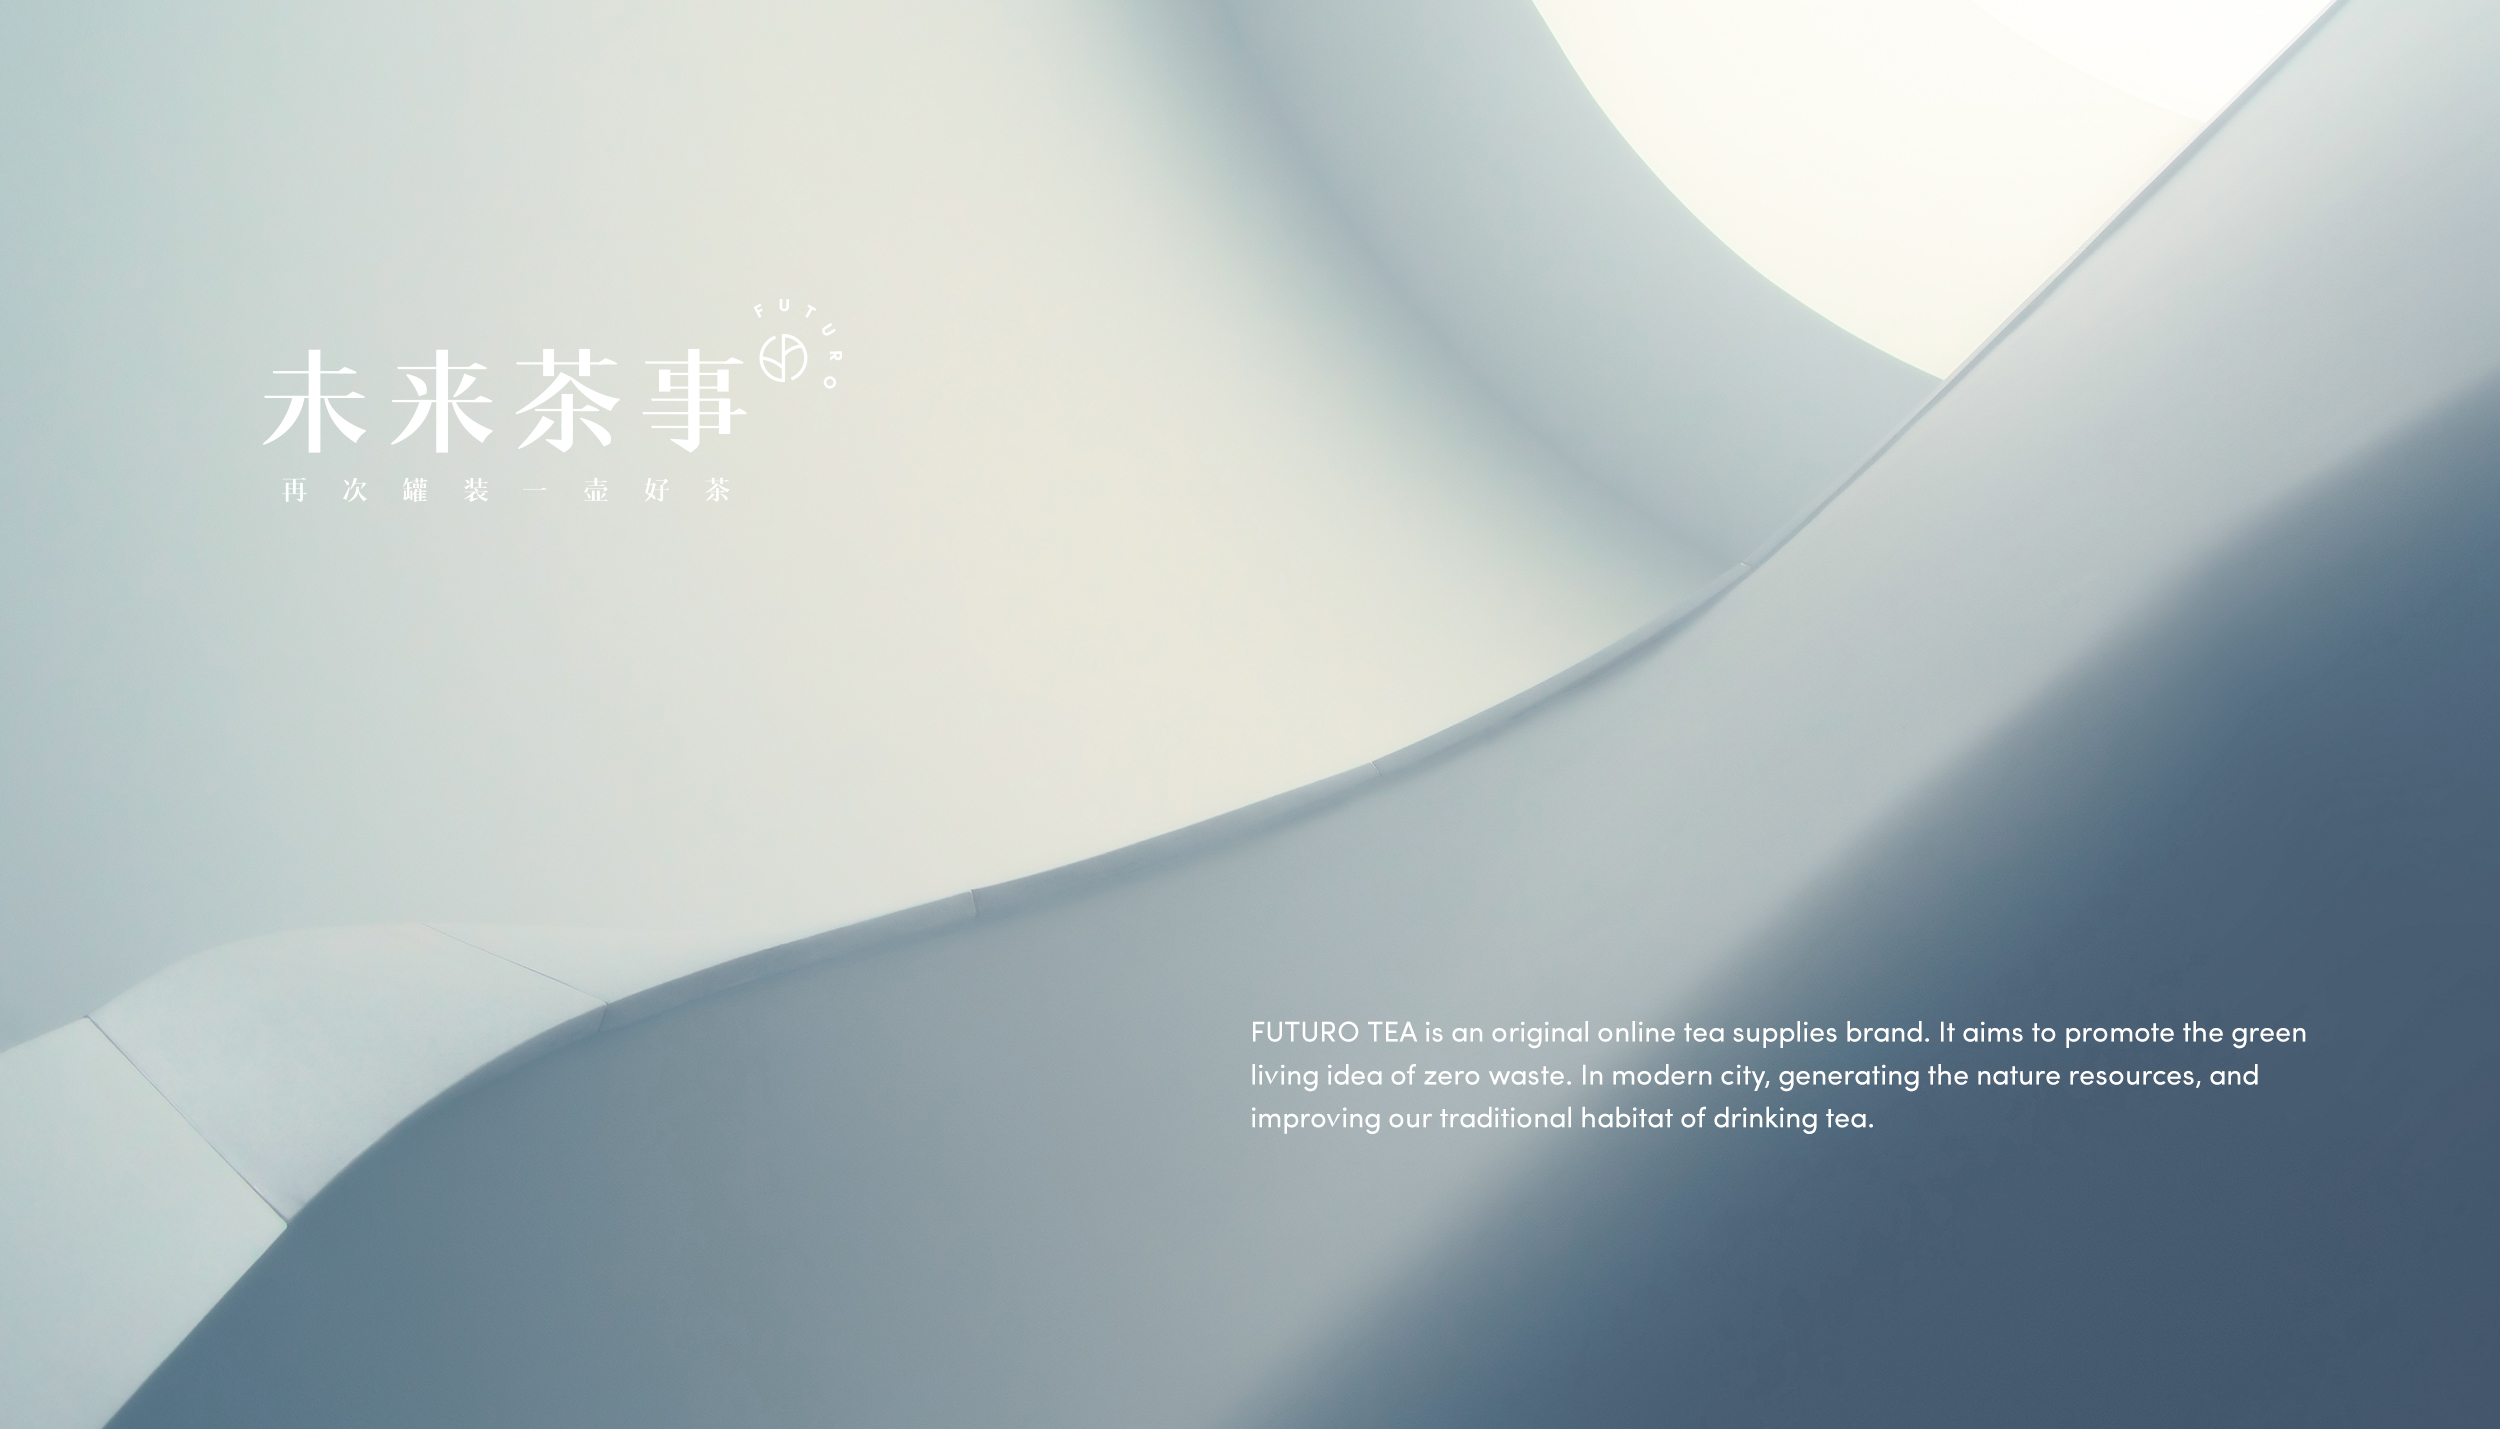 FUTURO
未来茶事
再次罐装一壶好茶
FUTURO TEA is an original online tea supplies brand. It aims to promote the green
living idea of zero waste. In modern city, generating the nature resources, and
improving our traditional habitat of drinking tea.